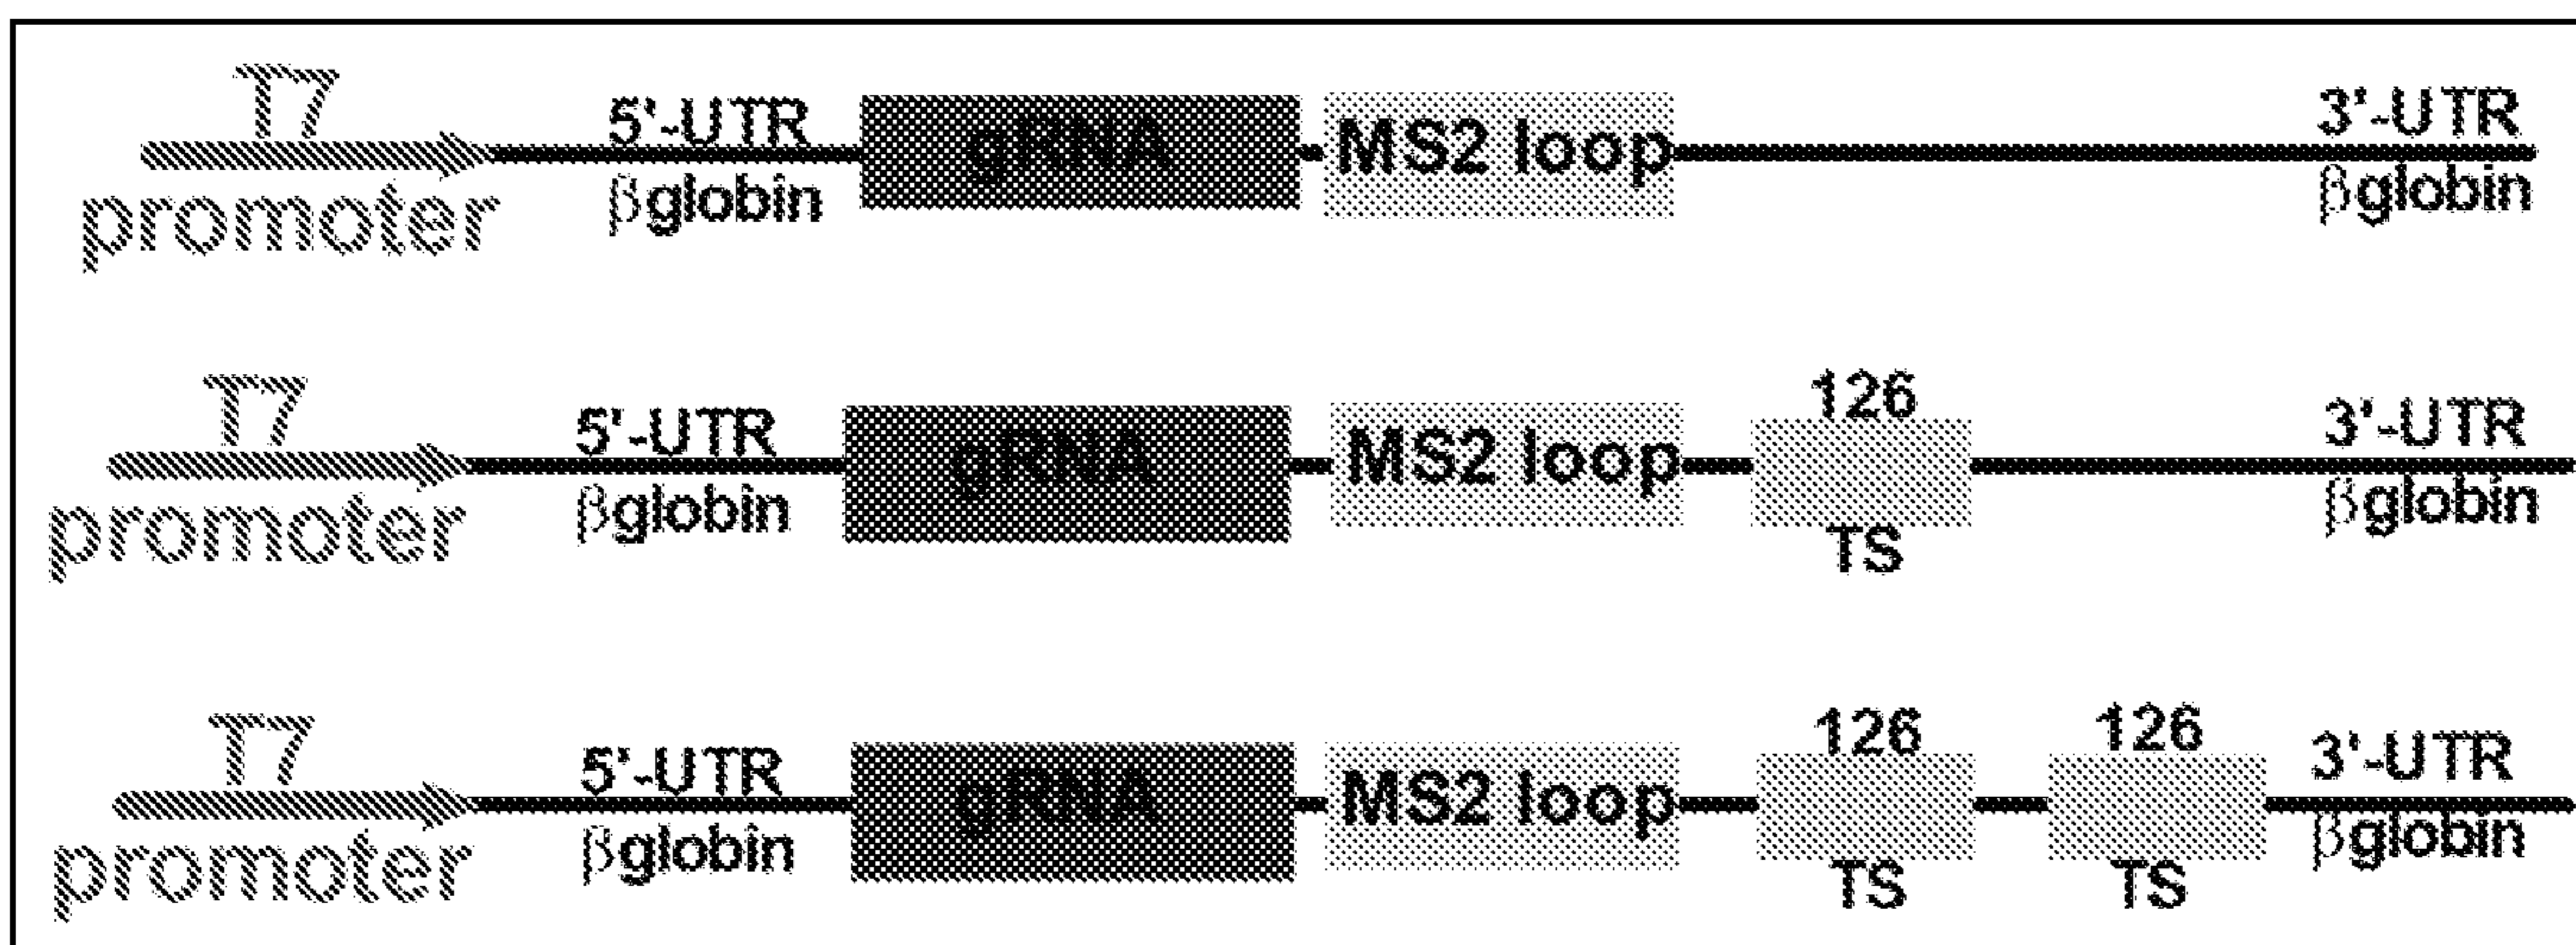 T7
promoter
5'-UTR
βglobin
gRNA
MS2 loop
3'-UTR
βglobin
T7
promoter
5'-UTR
βglobin
gRNA
MS2 loop
126
TS
3'-UTR
βglobin
T7
promoter
5'-UTR
βglobin
gRNA
MS2 loop
126
TS
126
TS
3'-UTR
βglobin